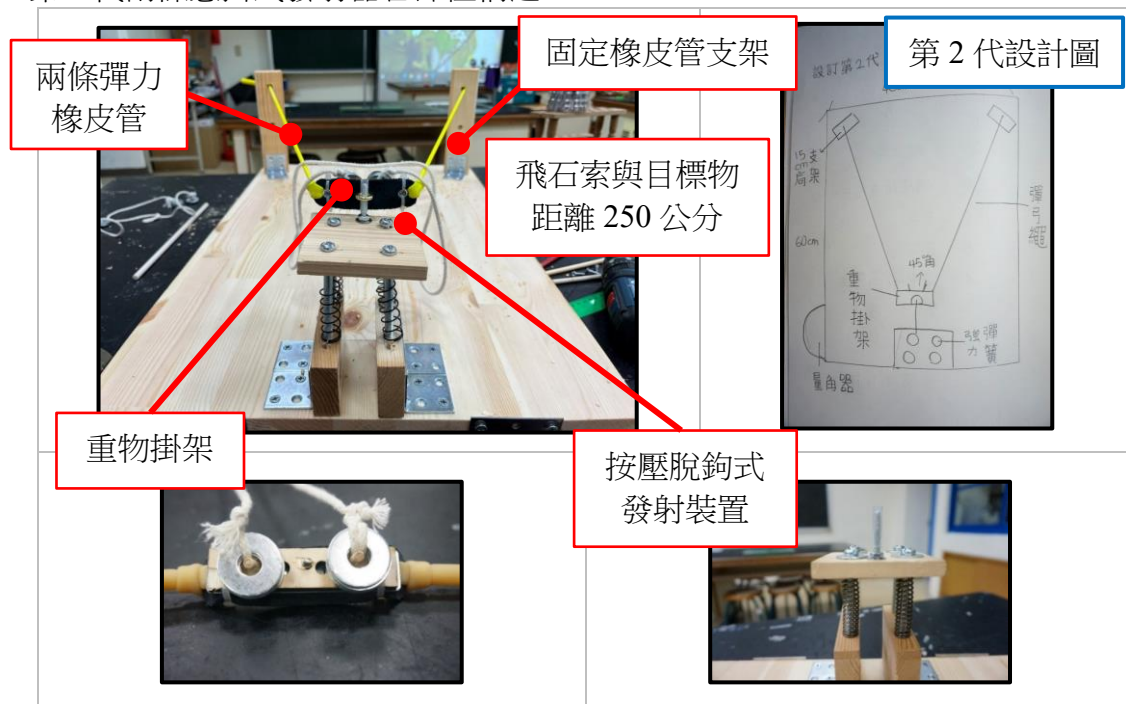 兩條彈力
橡皮管
固定橡皮管支架
第 2 代設計圖
飛石索與目標物
距離 250 公分
重物掛架
按壓脫鉤式
發射裝置
設計第2代
15
cm
高
支
架
60cm
45角
重
物
掛
架
強彈
力簧
量角器